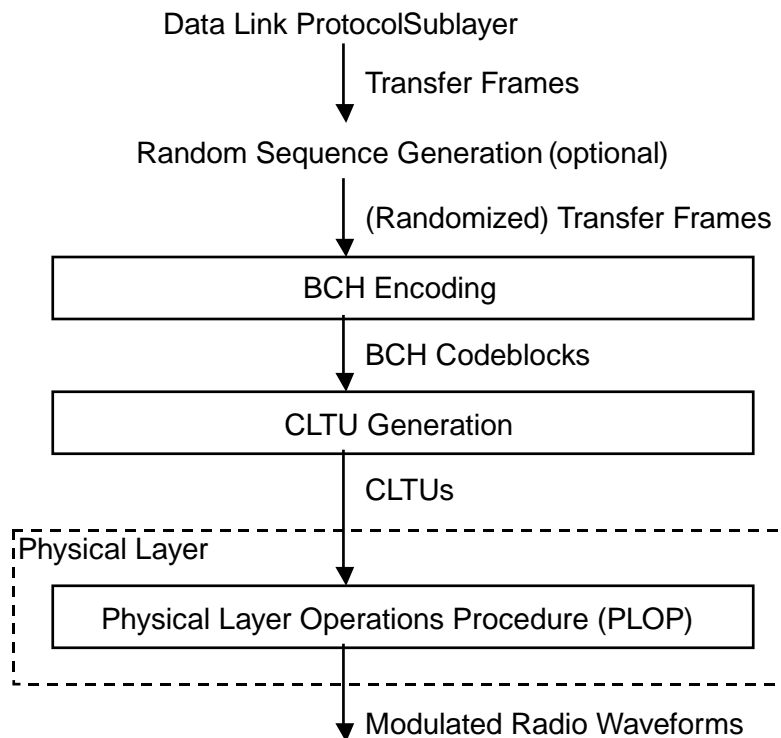 Data Link ProtocolSublayer
Transfer Frames
Random Sequence Generation (optional)
(Randomized) Transfer Frames
BCH Encoding
BCH Codeblocks
CLTU Generation
CLTUs
Physical Layer
Physical Layer Operations Procedure (PLOP)
Modulated Radio Waveforms